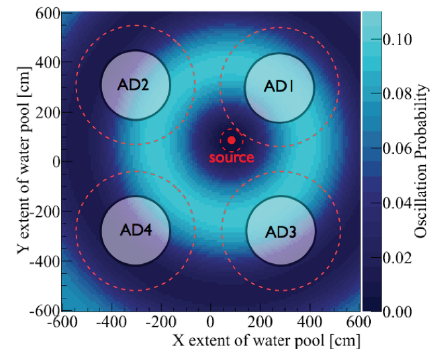 600
400
200
0
-200
-400
-600
Y extent of water pool [cm]
AD2
AD1
source
AD4
AD3
-600 -400 -200 0 200 400 600
X extent of water pool [cm]
0.10
0.08
0.06
0.04
0.02
0.00
Oscillation Probability